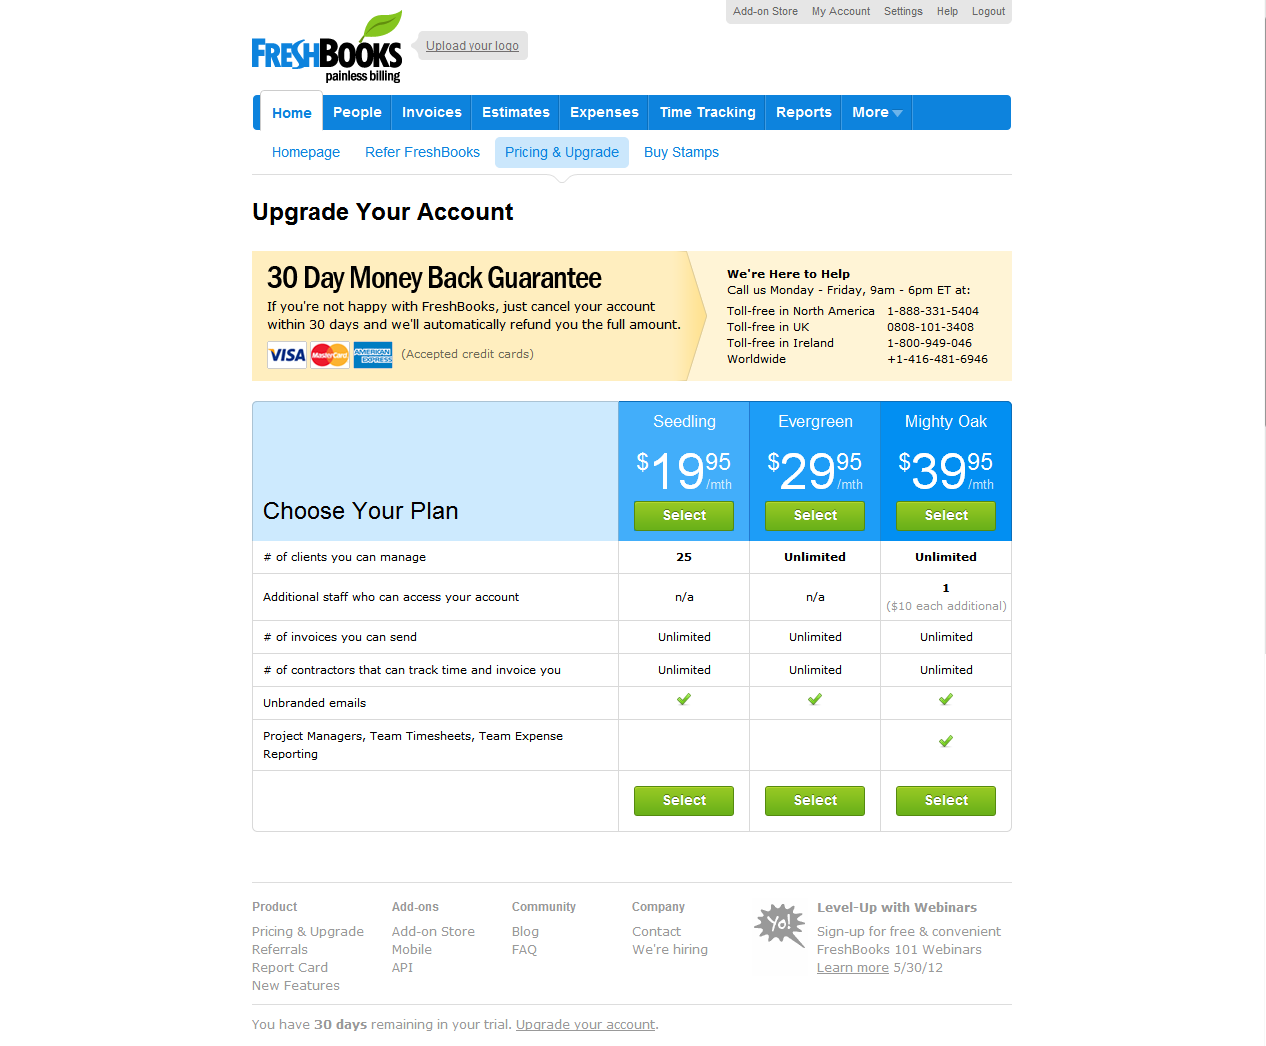 Add-on Store My Account Settings Help Logout
FRESHBOOKS
painless billing
Upload your logo
Home People Invoices Estimates Expenses Time Tracking Reports More
Homepage Refer FreshBooks Pricing & Upgrade Buy Stamps
Upgrade Your Account
30 Day Money Back Guarantee
If you're not happy with FreshBooks, just cancel your account
within 30 days and we'll automatically refund you the full amount.
VISA MasterCard AMERICAN EXPRESS (Accepted credit cards)
We're Here to Help
Call us Monday - Friday, 9am - 6pm ET at:
Toll-free in North America 1-888-331-5404
Toll-free in UK 0808-101-3408
Toll-free in Ireland 1-800-949-046
Worldwide +1-416-481-6946
Choose Your Plan
Seedling Evergreen Mighty Oak
$19.95/mth $29.95/mth $39.95/mth
Select Select Select
# of clients you can manage 25 Unlimited Unlimited
Additional staff who can access your account n/a n/a 1
($10 each additional)
# of invoices you can send Unlimited Unlimited Unlimited
# of contractors that can track time and invoice you Unlimited Unlimited Unlimited
Unbranded emails
Project Managers, Team Timesheets, Team Expense
Reporting
Select Select Select
Product
Pricing & Upgrade
Referrals
Report Card
New Features
Add-ons
Add-on Store
Mobile
API
Community
Blog
FAQ
Company
Contact
We're hiring
Yo!
Level-Up with Webinars
Sign-up for free & convenient
FreshBooks 101 Webinars
Learn more 5/30/12
You have 30 days remaining in your trial. Upgrade your account.